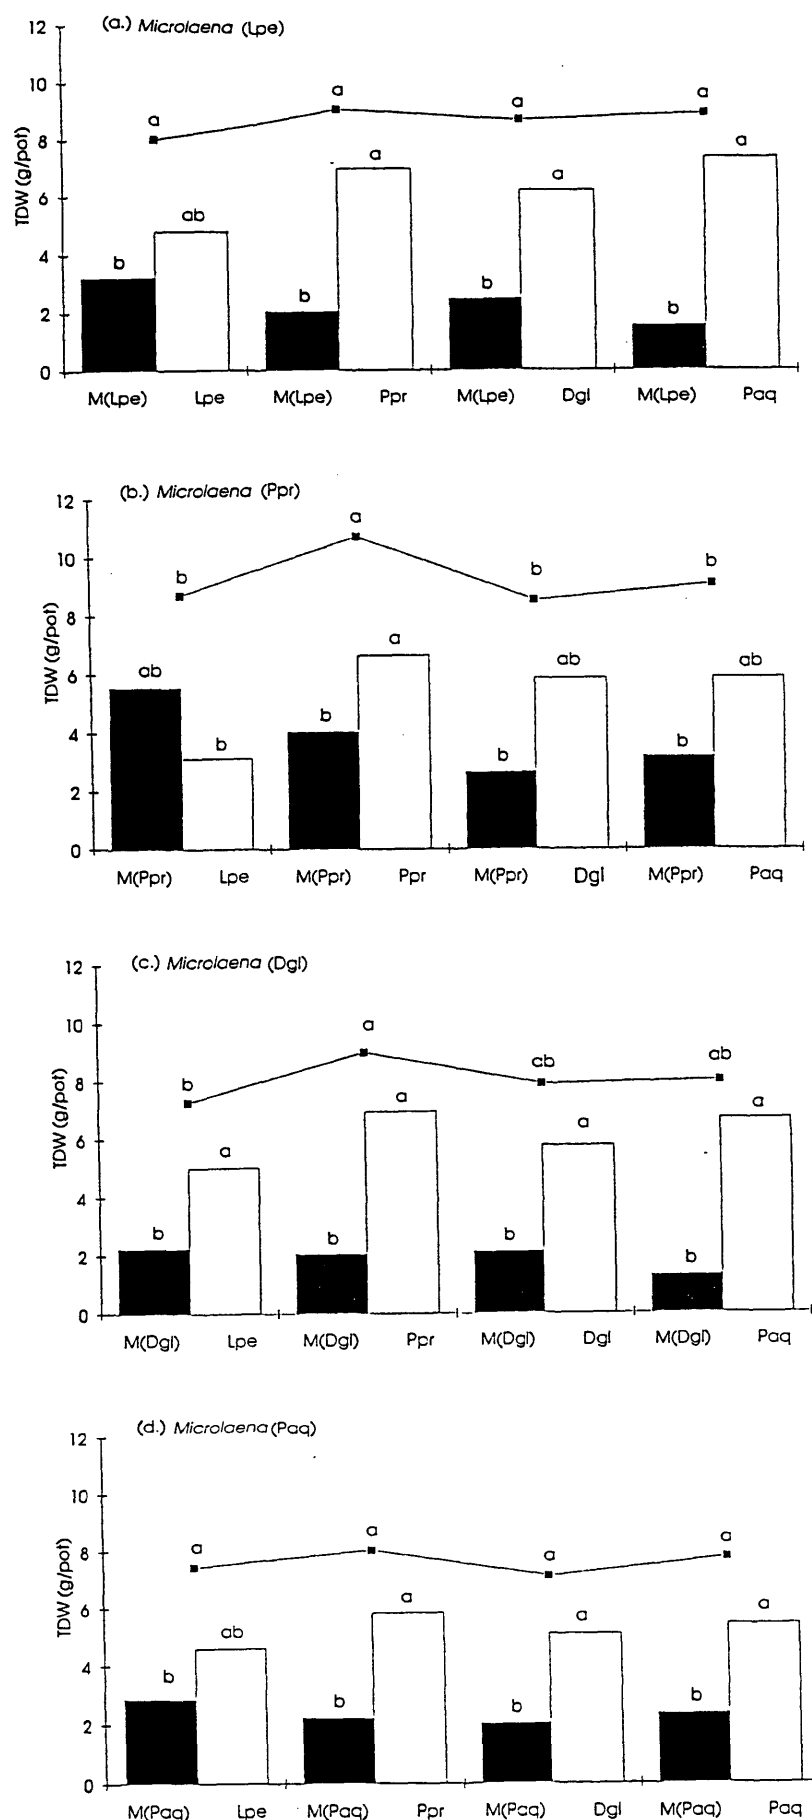 (a.) Microlaena (Lpe)
12
a
a
a
a
10
8
a
a
a
ab
6
4
b
b
b
b
2
0
TDW (g/pot)
M(Lpe) Lpe M(Lpe) Ppr M(Lpe) Dgl M(Lpe) Paq
(b.) Microlaena (Ppr)
12
a
b
b
b
10
8
a
ab
ab
ab
6
b
b
b
b
4
2
0
TDW (g/pot)
M(Ppr) Lpe M(Ppr) Ppr M(Ppr) Dgl M(Ppr) Paq
(c.) Microlaena (Dgl)
12
a
10
b
cb
ab
8
a
a
a
a
6
4
b
b
b
b
2
0
TDW (g/pot)
M(Dgl) Lpe M(Dgl) Ppr M(Dgl) Dgl M(Dgl) Paq
(d.) Microlaena (Paq)
12
10
a
a
a
a
8
ab
a
a
a
6
4
b
b
b
b
2
0
TDW (g/pot)
M(Paq) Lpe M(Paq) Ppr M(Paq) Dgl M(Paq) Paq